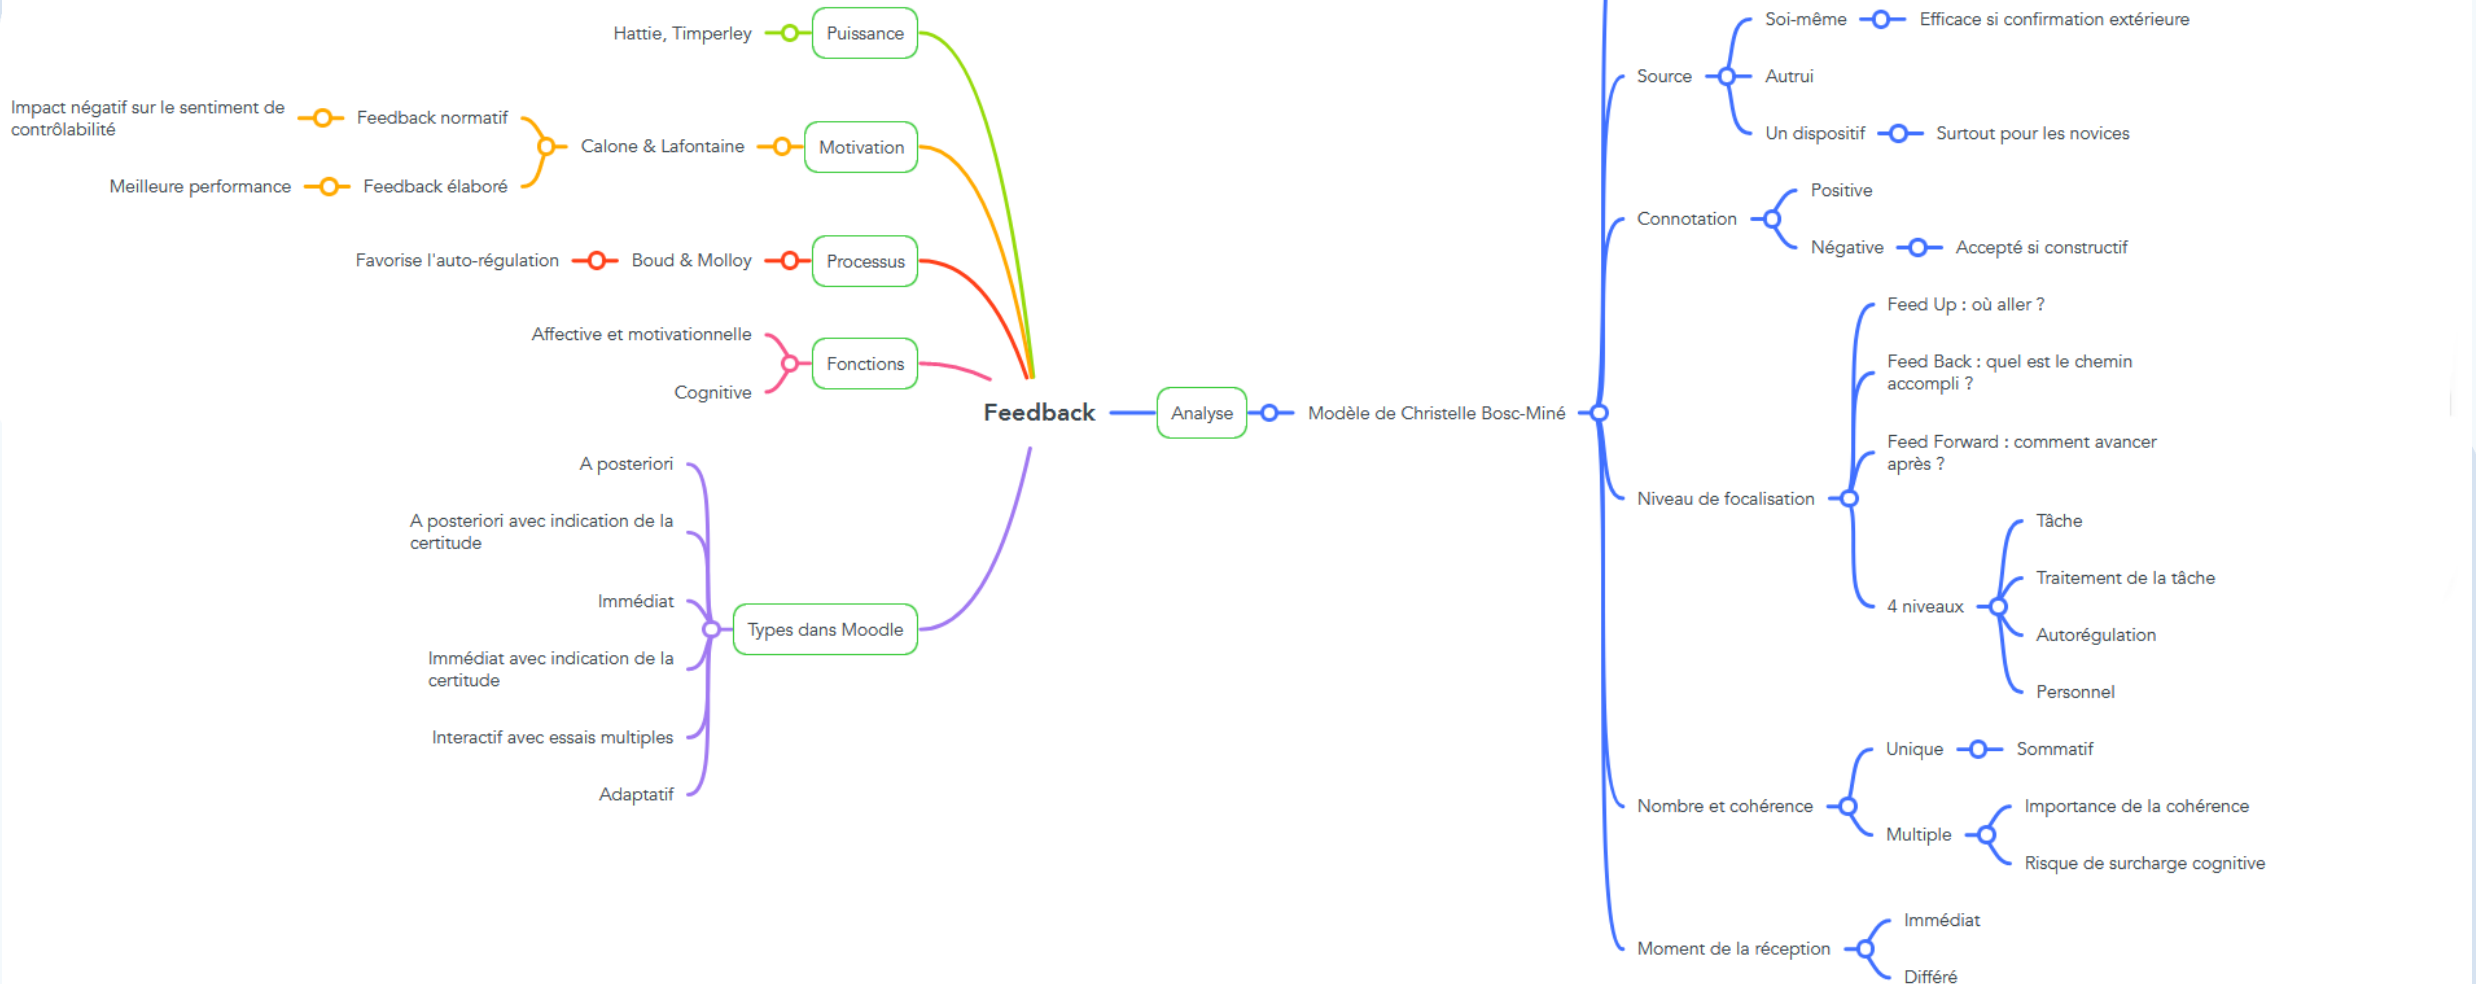 Feedback
Puissance
Hattie, Timperley
Motivation
Calone & Lafontaine
Feedback normatif
Impact négatif sur le sentiment de
contrôlabilité
Feedback élaboré
Meilleure performance
Processus
Boud & Molloy
Favorise l'auto-régulation
Fonctions
Affective et motivationnelle
Cognitive
Types dans Moodle
A posteriori
A posteriori avec indication de la
certitude
Immédiat
Immédiat avec indication de la
certitude
Interactif avec essais multiples
Adaptatif
Analyse
Modèle de Christelle Bosc-Miné
Source
Soi-même
Efficace si confirmation extérieure
Autrui
Un dispositif
Surtout pour les novices
Connotation
Positive
Négative
Accepté si constructif
Niveau de focalisation
Feed Up : où aller ?
Feed Back : quel est le chemin
accompli ?
Feed Forward : comment avancer
après ?
4 niveaux
Tâche
Traitement de la tâche
Autorégulation
Personnel
Nombre et cohérence
Unique
Sommatif
Multiple
Importance de la cohérence
Risque de surcharge cognitive
Moment de la réception
Immédiat
Différé